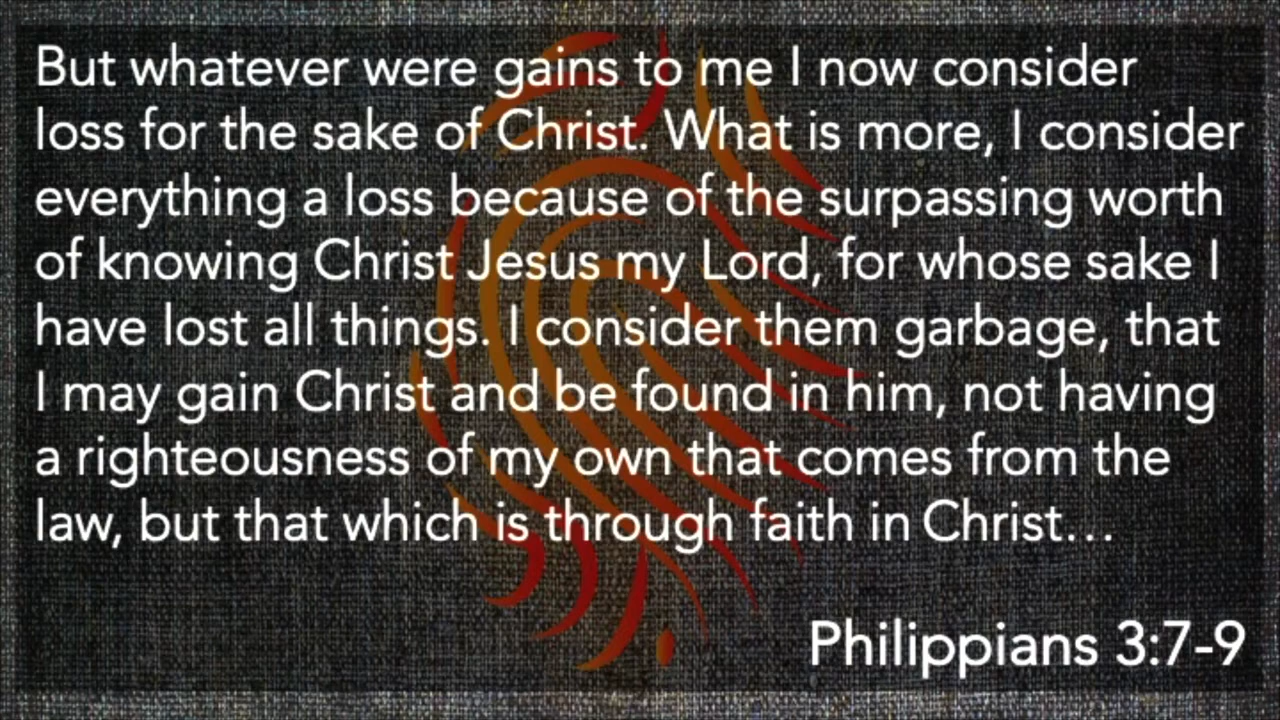 But whatever were gains to me I now consider
loss for the sake of Christ. What is more, I consider
everything a loss because of the surpassing worth
of knowing Christ Jesus my Lord, for whose sake I
have lost all things. I consider them garbage, that
I may gain Christ and be found in him, not having
a righteousness of my own that comes from the
law, but that which is through faith in Christ…
Philippians 3:7-9